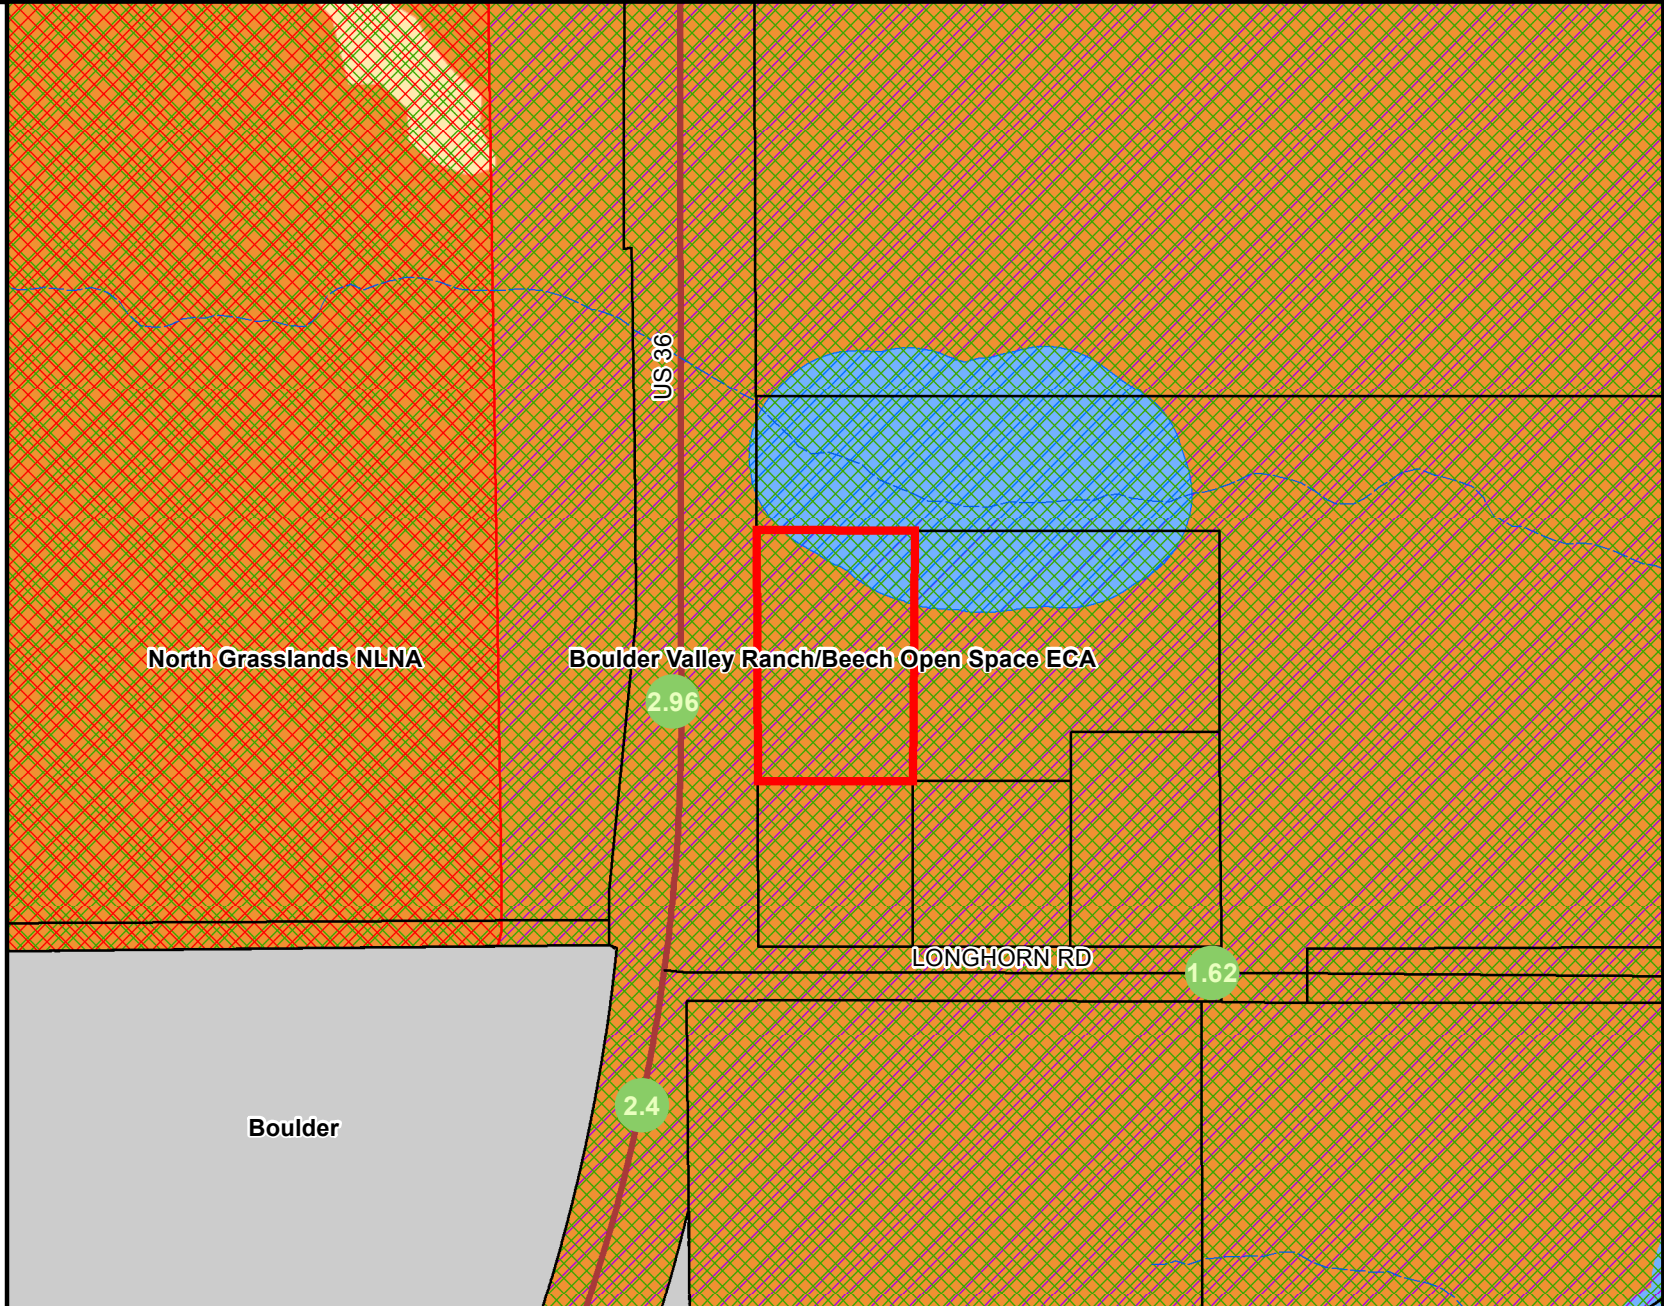 US 36
North Grasslands NLNA
Boulder Valley Ranch/Beech Open Space ECA
2.96
LONGHORN RD
1.62
2.4
Boulder